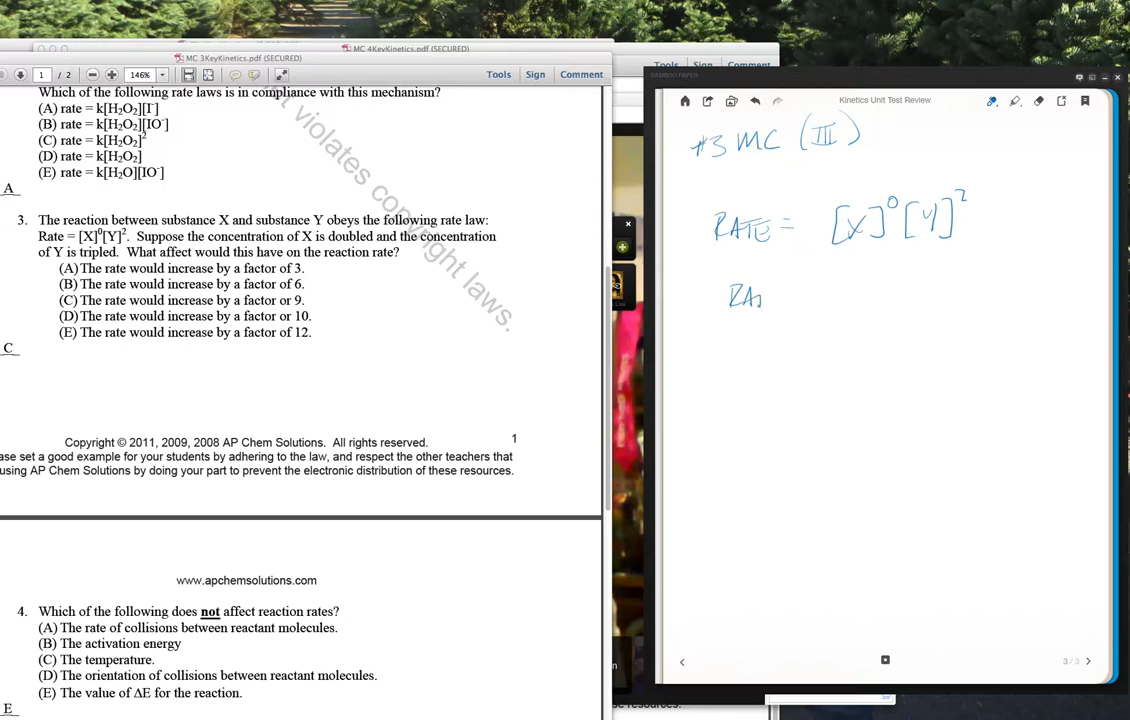 MC 4KeyKinetics.pdf (SECURED)
MC 3KeyKinetics.pdf (SECURED)
Tools Sign Comment
1 / 2 146% Tools Sign Comment
Which of the following rate laws is in compliance with this mechanism?
(A) rate = k[H₂O₂][I⁻]
(B) rate = k[H₂O₂][IO⁻]
(C) rate = k[H₂O₂]²
(D) rate = k[H₂O₂]
(E) rate = k[H₂O][IO⁻]
A
3. The reaction between substance X and substance Y obeys the following rate law:
Rate = [X]⁰[Y]². Suppose the concentration of X is doubled and the concentration
of Y is tripled. What affect would this have on the reaction rate?
(A) The rate would increase by a factor of 3.
(B) The rate would increase by a factor of 6.
(C) The rate would increase by a factor or 9.
(D) The rate would increase by a factor or 10.
(E) The rate would increase by a factor of 12.
C
violates copyright laws.
Copyright © 2011, 2009, 2008 AP Chem Solutions. All rights reserved.
1
ase set a good example for your students by adhering to the law, and respect the other teachers that
using AP Chem Solutions by doing your part to prevent the electronic distribution of these resources.
www.apchemsolutions.com
4. Which of the following does not affect reaction rates?
(A) The rate of collisions between reactant molecules.
(B) The activation energy
(C) The temperature.
(D) The orientation of collisions between reactant molecules.
(E) The value of ΔE for the reaction.
E
BAMBOO PAPER
Kinetics Unit Test Review
#3 MC (III)
RATE = [X]⁰ [Y]²
RA
3 / 3